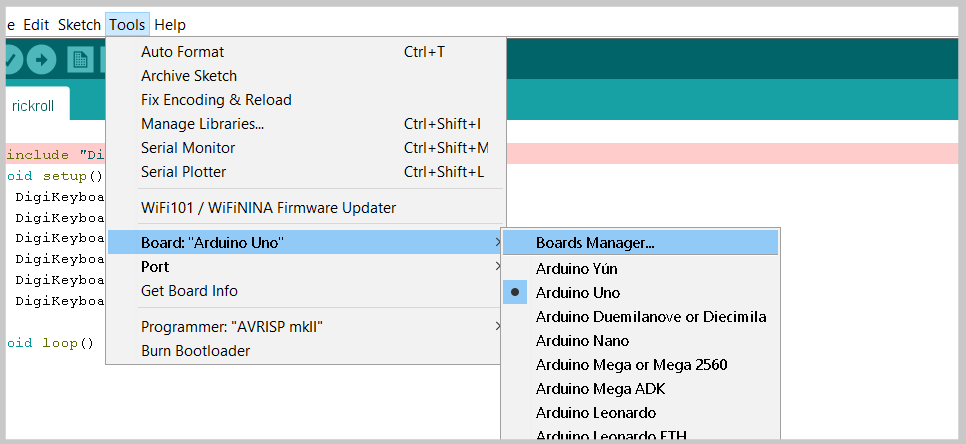 e Edit Sketch Tools Help
Auto Format Ctrl+T
Archive Sketch
rickroll
Fix Encoding & Reload
Manage Libraries... Ctrl+Shift+I
Serial Monitor Ctrl+Shift+M
Serial Plotter Ctrl+Shift+L
WiFi101 / WiFiNINA Firmware Updater
Board: "Arduino Uno"
Port
Get Board Info
Programmer: "AVRISP mkII"
Burn Bootloader
include "Di
oid setup()
DigiKeyboa
DigiKeyboa
DigiKeyboa
DigiKeyboa
DigiKeyboa
DigiKeyboa
oid loop()
Boards Manager...
Arduino Yún
Arduino Uno
Arduino Duemilanove or Diecimila
Arduino Nano
Arduino Mega or Mega 2560
Arduino Mega ADK
Arduino Leonardo
Arduino Leonardo ETH